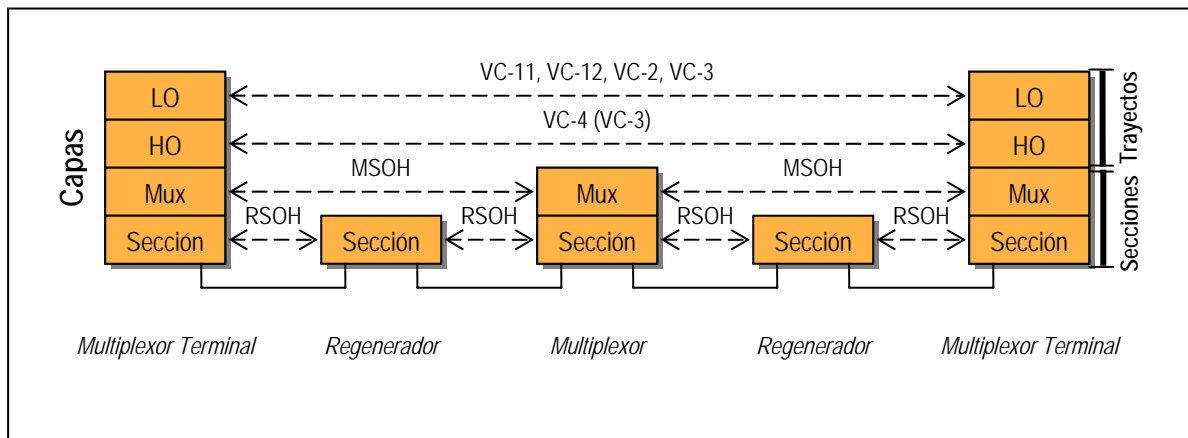 VC-11, VC-12, VC-2, VC-3
LO LO
VC-4 (VC-3)
HO HO
MSOH MSOH
Mux Mux Mux
RSOH RSOH RSOH RSOH
Sección Sección Sección Sección Sección
Capas
Trayectos
Secciones
Multiplexor Terminal Regenerador Multiplexor Regenerador Multiplexor Terminal